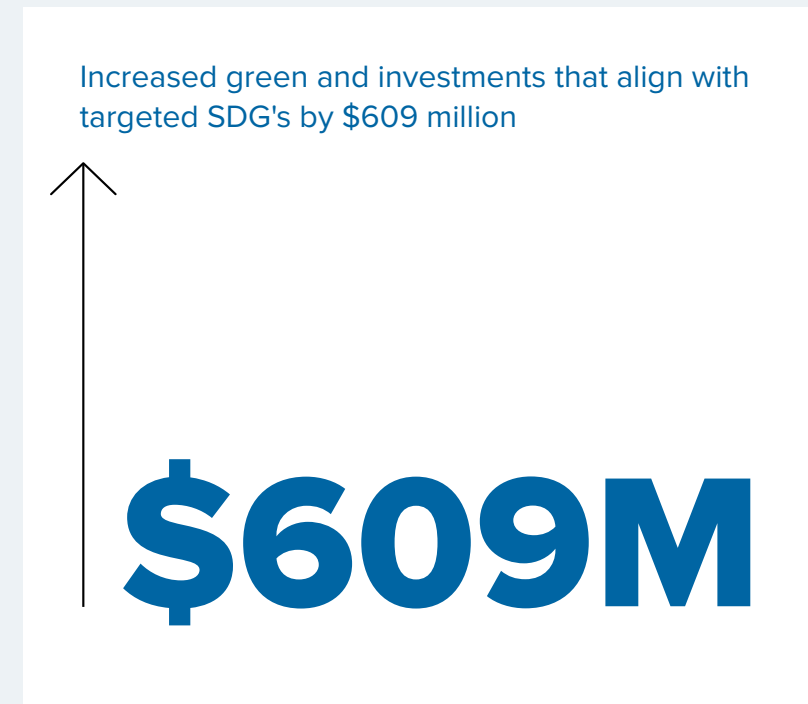 Increased green and investments that align with
targeted SDG's by $609 million
$609M